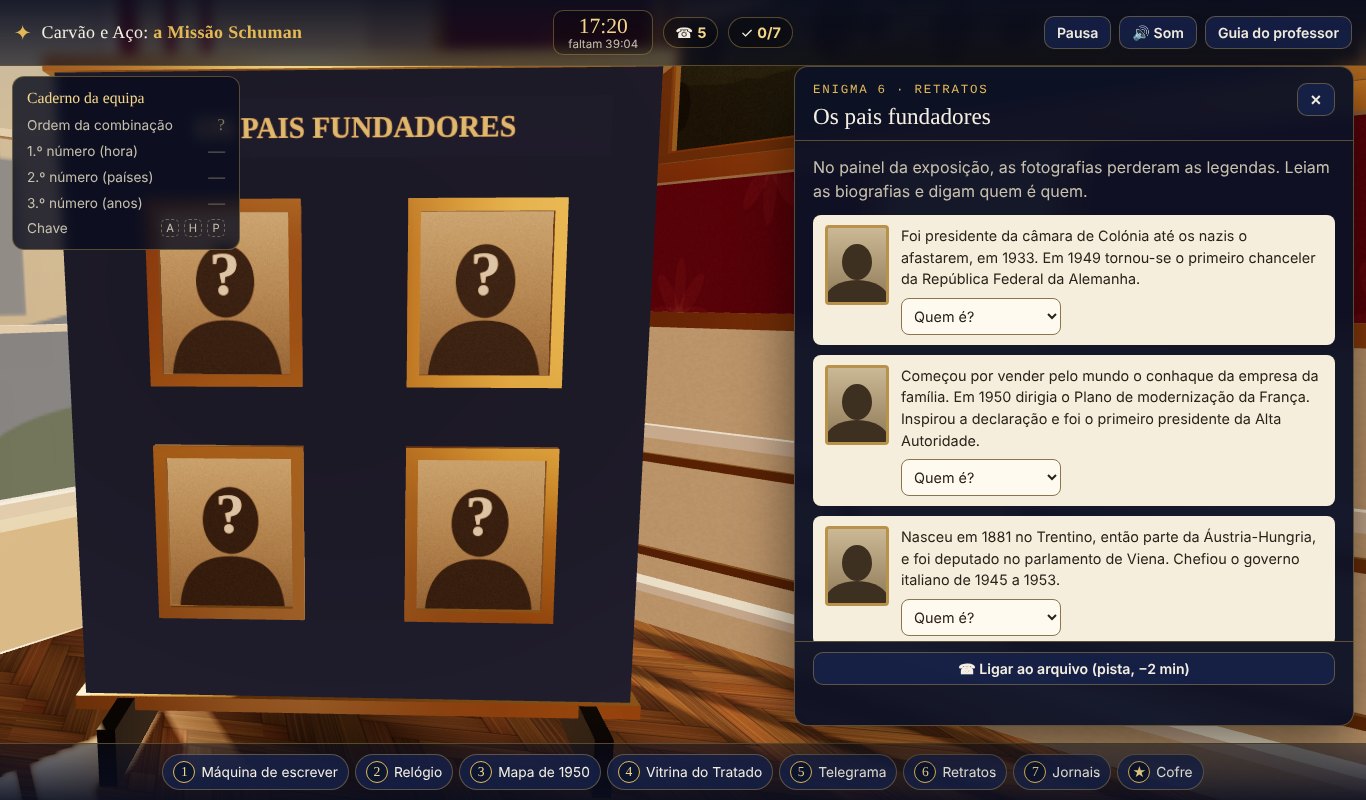 ✦ Carvão e Aço: a Missão Schuman
17:20
faltam 39:04
☎ 5
✓ 0/7
Pausa
🔊 Som
Guia do professor
Caderno da equipa
Ordem da combinação ?
1.º número (hora) —
2.º número (países) —
3.º número (anos) —
Chave A H P
PAIS FUNDADORES
?
?
?
?
ENIGMA 6 · RETRATOS
Os pais fundadores
×
No painel da exposição, as fotografias perderam as legendas. Leiam
as biografias e digam quem é quem.
Foi presidente da câmara de Colónia até os nazis o
afastarem, em 1933. Em 1949 tornou-se o primeiro chanceler
da República Federal da Alemanha.
Quem é?
Começou por vender pelo mundo o conhaque da empresa da
família. Em 1950 dirigia o Plano de modernização da França.
Inspirou a declaração e foi o primeiro presidente da Alta
Autoridade.
Quem é?
Nasceu em 1881 no Trentino, então parte da Áustria-Hungria,
e foi deputado no parlamento de Viena. Chefiou o governo
italiano de 1945 a 1953.
Quem é?
☎ Ligar ao arquivo (pista, −2 min)
1 Máquina de escrever
2 Relógio
3 Mapa de 1950
4 Vitrina do Tratado
5 Telegrama
6 Retratos
7 Jornais
★ Cofre